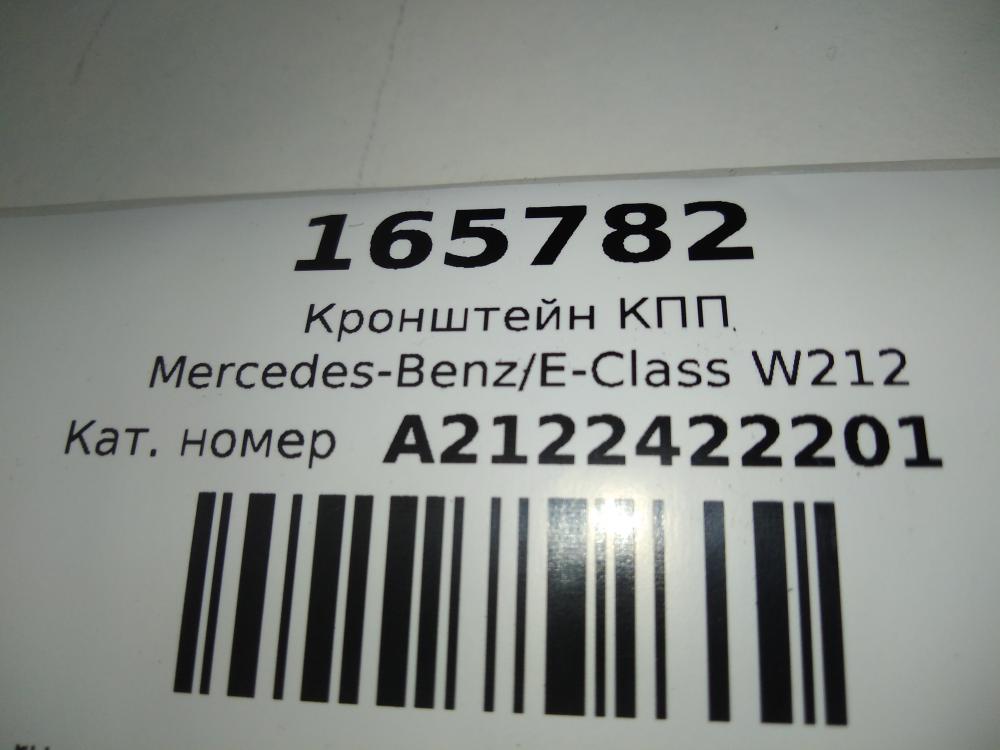 165782
Кронштейн КПП
Mercedes-Benz/E-Class W212
Кат. номер A2122422201